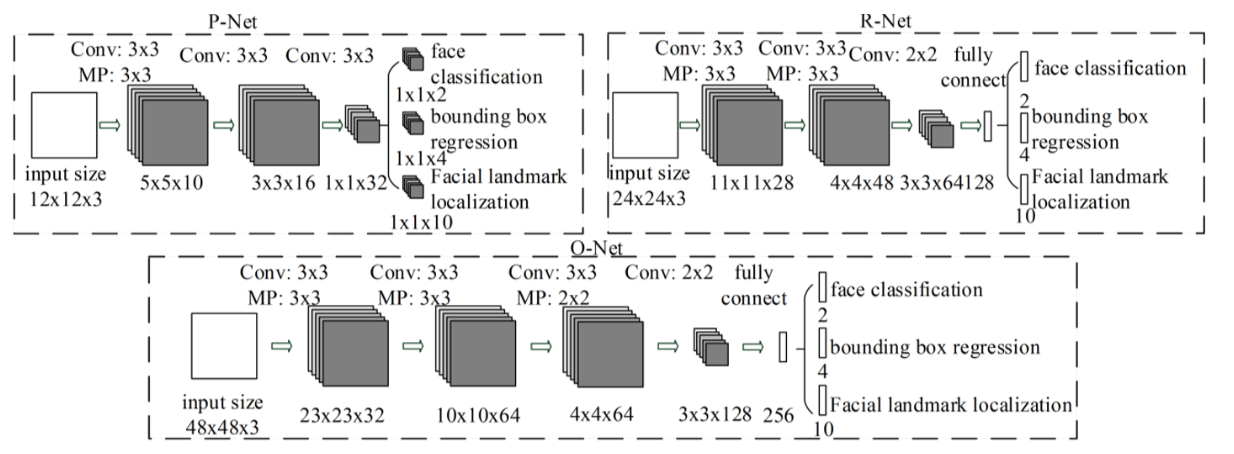 P-Net
Conv: 3x3 Conv: 3x3 Conv: 3x3
MP: 3x3
face
classification
1x1x2
bounding box
regression
1x1x4
Facial landmark
localization
1x1x10
input size
12x12x3
5x5x10 3x3x16 1x1x32
R-Net
Conv: 3x3 Conv: 3x3 Conv: 2x2 fully
connect
MP: 3x3 MP: 3x3
face classification
2
bounding box
regression
4
Facial landmark
localization
10
input size
24x24x3
11x11x28 4x4x48 3x3x64 128
O-Net
Conv: 3x3 Conv: 3x3 Conv: 3x3 Conv: 2x2 fully
connect
MP: 3x3 MP: 3x3 MP: 2x2
face classification
2
bounding box regression
4
Facial landmark localization
10
input size
48x48x3
23x23x32 10x10x64 4x4x64 3x3x128 256